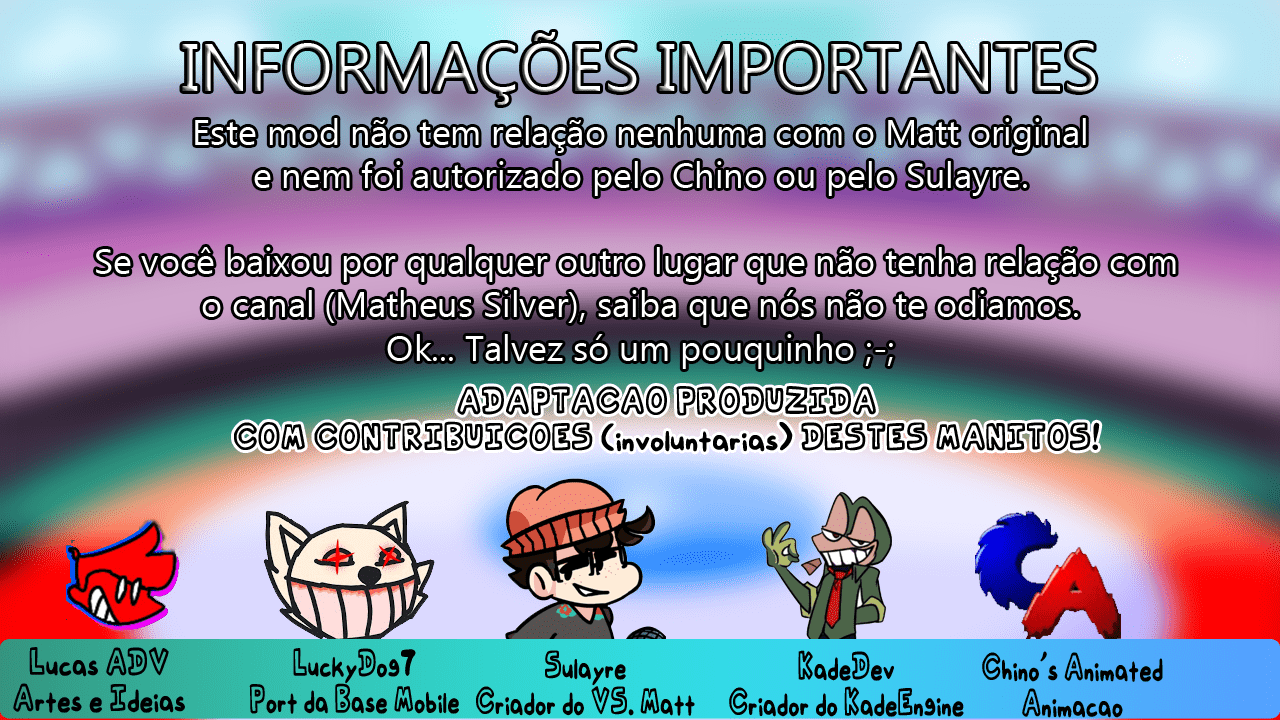 INFORMAÇÕES IMPORTANTES
Este mod não tem relação nenhuma com o Matt original
e nem foi autorizado pelo Chino ou pelo Sulayre.
Se você baixou por qualquer outro lugar que não tenha relação com
o canal (Matheus Silver), saiba que nós não te odiamos.
Ok... Talvez só um pouquinho ;-;
ADAPTACAO PRODUZIDA
COM CONTRIBUICOES (involuntarias) DESTES MANITOS!
CA
Lucas ADV
Artes e Ideias
LuckyDog7
Port da Base Mobile
Sulayre
Criador do VS. Matt
KadeDev
Criador do KadeEngine
Chino's Animated
Animacao